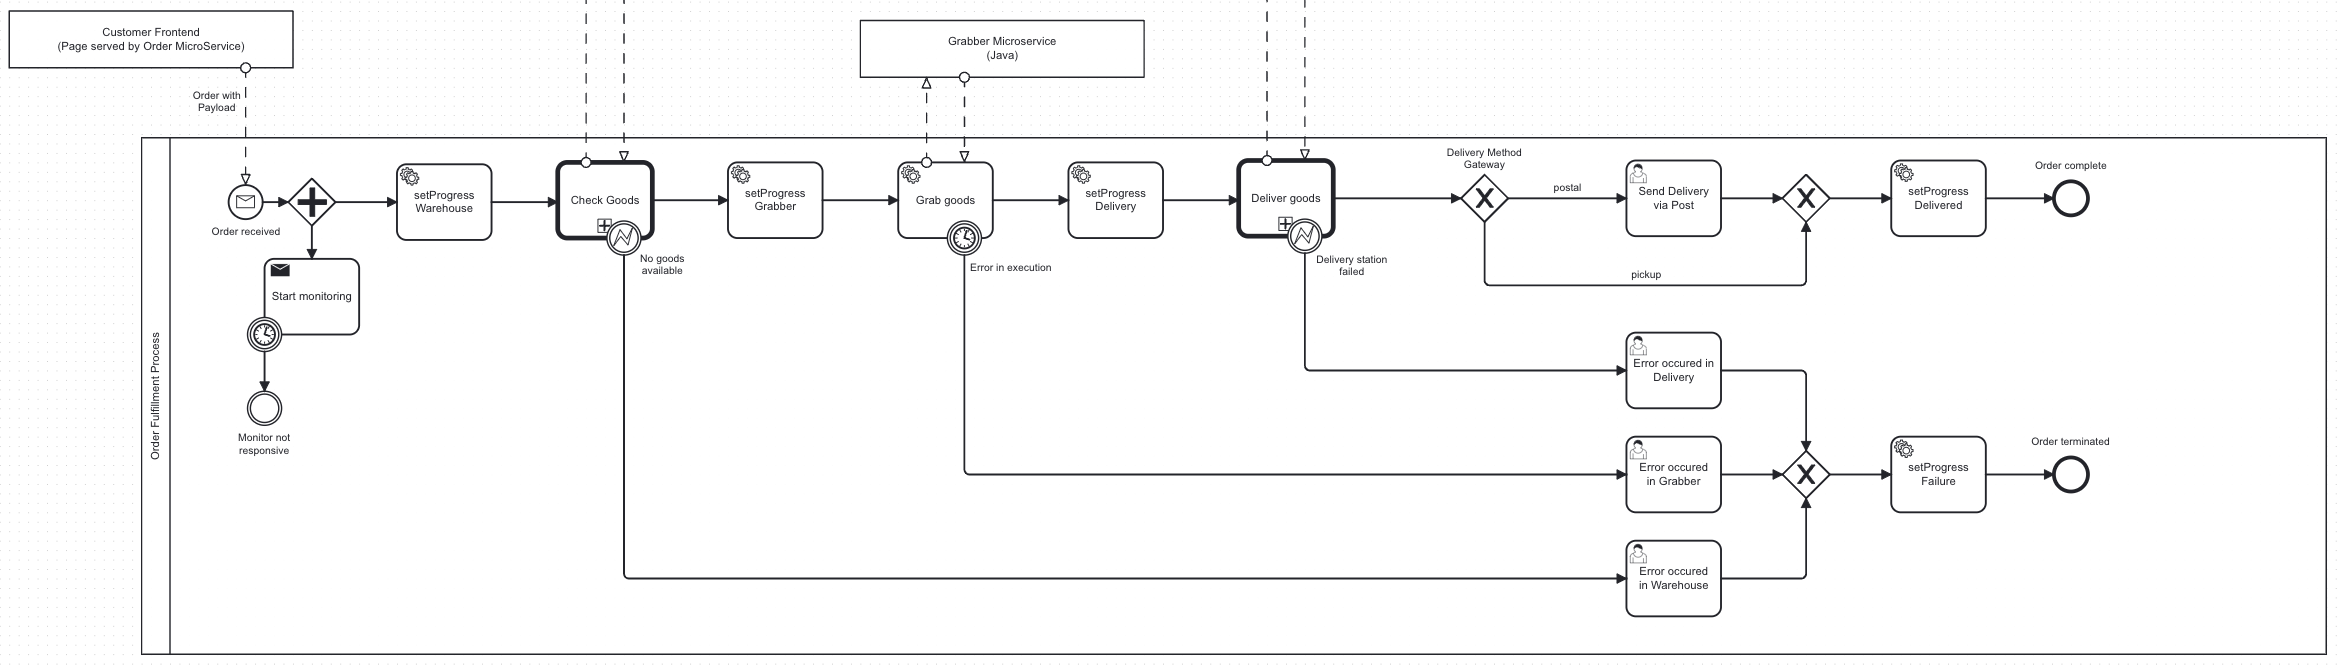 Customer Frontend
(Page served by Order MicroService)
Grabber Microservice
(Java)
Order with
Payload
Order Fulfillment Process
Order received
setProgress
Warehouse
Check Goods
No goods
available
setProgress
Grabber
Grab goods
Error in execution
setProgress
Delivery
Deliver goods
Delivery station
failed
Delivery Method
Gateway
postal
pickup
Send Delivery
via Post
setProgress
Delivered
Order complete
Start monitoring
Monitor not
responsive
Error occured in
Delivery
Error occured
in Grabber
Error occured
in Warehouse
setProgress
Failure
Order terminated